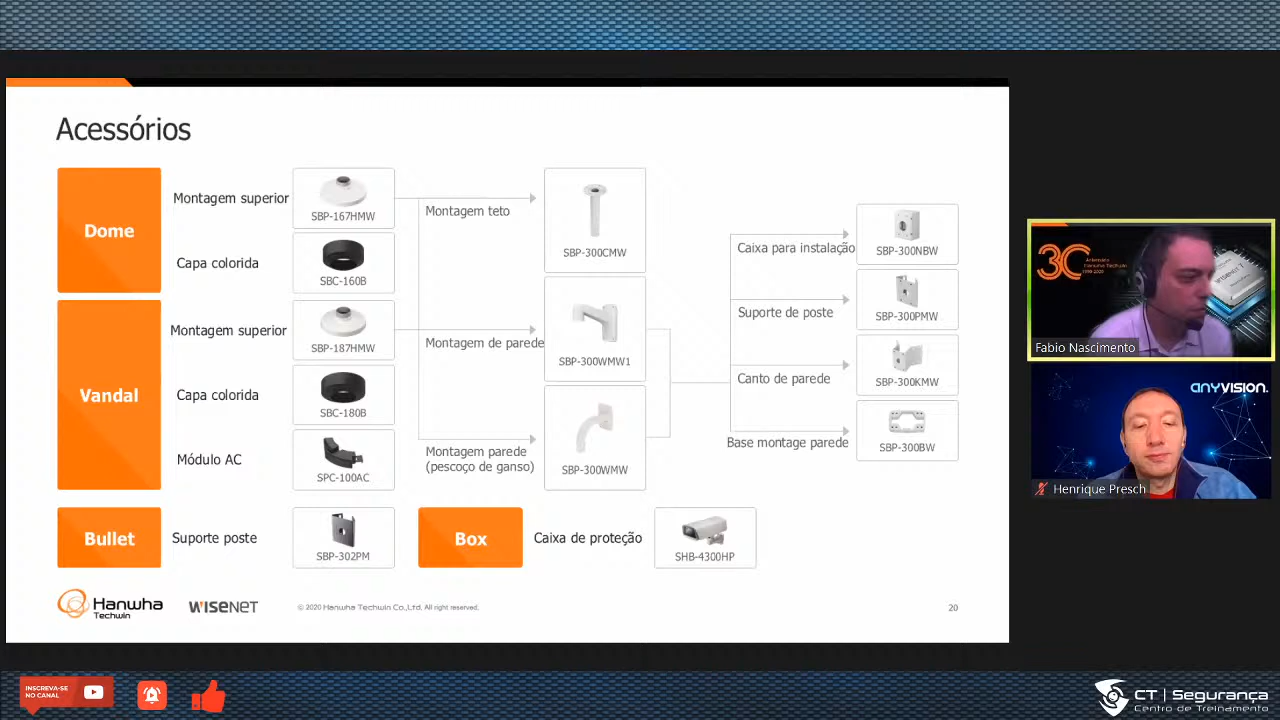 Acessórios
Dome
Montagem superior
SBP-167HMW
Capa colorida
SBC-160B
Vandal
Montagem superior
SBP-187HMW
Capa colorida
SBC-180B
Módulo AC
SPC-100AC
Montagem teto
SBP-300CMW
Montagem de parede
SBP-300WMW1
Montagem parede
(pescoço de ganso)
SBP-300WMW
Caixa para instalação
SBP-300NBW
Suporte de poste
SBP-300PMW
Canto de parede
SBP-300KMW
Base montage parede
SBP-300BW
Bullet
Suporte poste
SBP-302PM
Box
Caixa de proteção
SHB-4300HP
Hanwha
Techwin
WISENET
© 2020 Hanwha Techwin Co.,Ltd. All right reserved.
20
Fabio Nascimento
ANYVISION.
Henrique Presch
INSCREVA-SE
NO CANAL
CT | Segurança
Centro de Treinamento